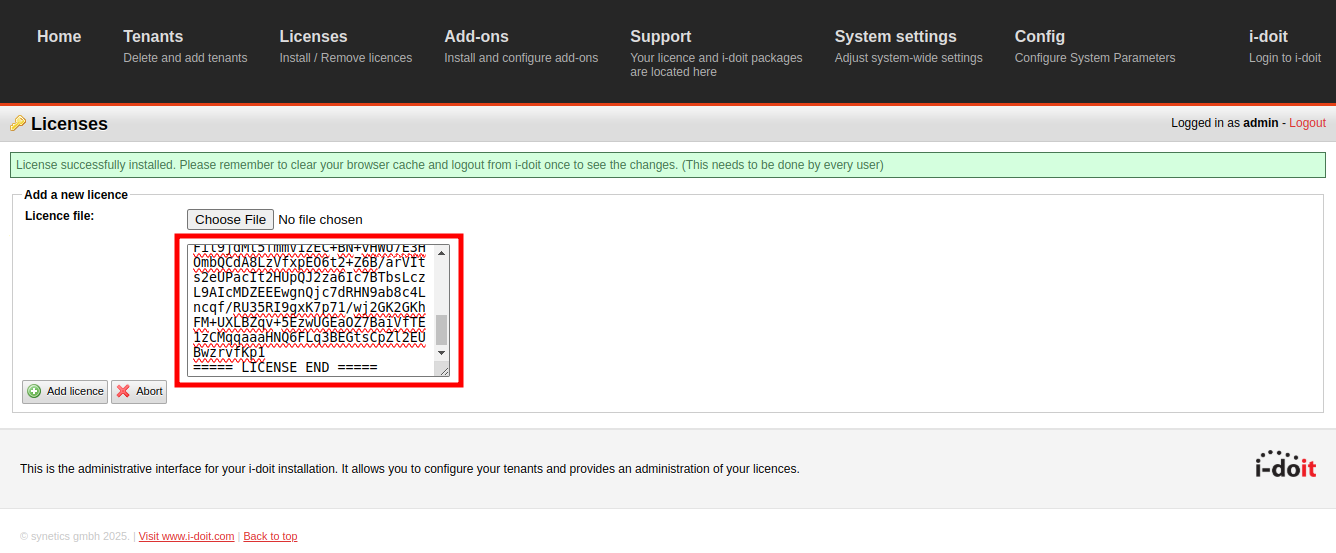 Home
Tenants
Delete and add tenants
Licenses
Install / Remove licences
Add-ons
Install and configure add-ons
Support
Your licence and i-doit packages
are located here
System settings
Adjust system-wide settings
Config
Configure System Parameters
i-doit
Login to i-doit
Licenses
Logged in as admin - Logout
License successfully installed. Please remember to clear your browser cache and logout from i-doit once to see the changes. (This needs to be done by every user)
Add a new licence
Licence file:
Choose File No file chosen
OmbQCdA8LzVfxpEO6t2+Z6B/arVIt
s2eUPacIt2HUpQJ2za6Ic7BTbsLcz
L9AIcMDZEEEwgnQjc7dRHN9ab8c4L
ncqf/RU35RI9gxK7p71/wj2GK2GKh
FM+UXLBZqv+5EzwUGEaOZ7BaiVfTE
1zCMqqaaaHNQ6FLq3BEGtsCpZl2EU
BwzrvfKp1
===== LICENSE END =====
Add licence
Abort
This is the administrative interface for your i-doit installation. It allows you to configure your tenants and provides an administration of your licences.
i-doit
© synetics gmbh 2025. | Visit www.i-doit.com | Back to top